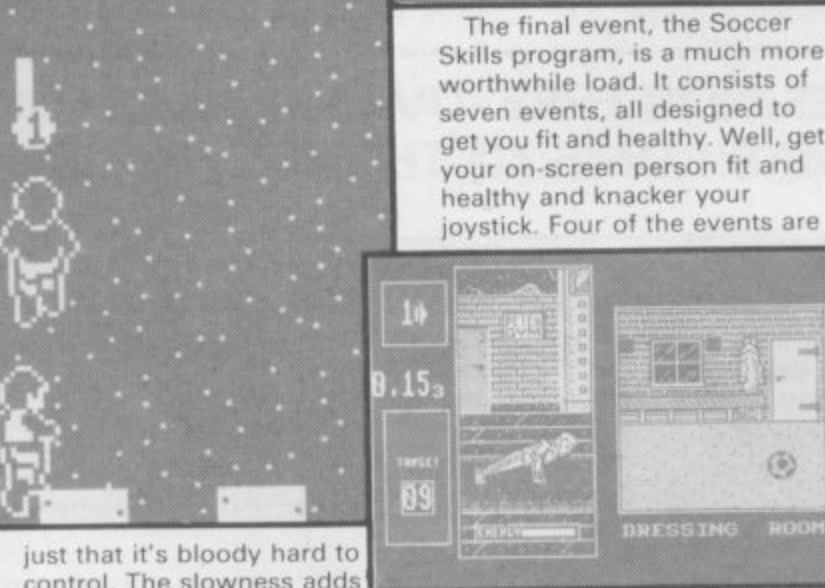 The final event, the Soccer
Skills program, is a much more
worthwhile load. It consists of
seven events, all designed to
get you fit and healthy. Well, get
your on-screen person fit and
healthy and knacker your
joystick. Four of the events are
1
1
0.15₃
TARGET
09
ENERGY
DRESSING ROOM
just that it's bloody hard to
control. The slowness adds